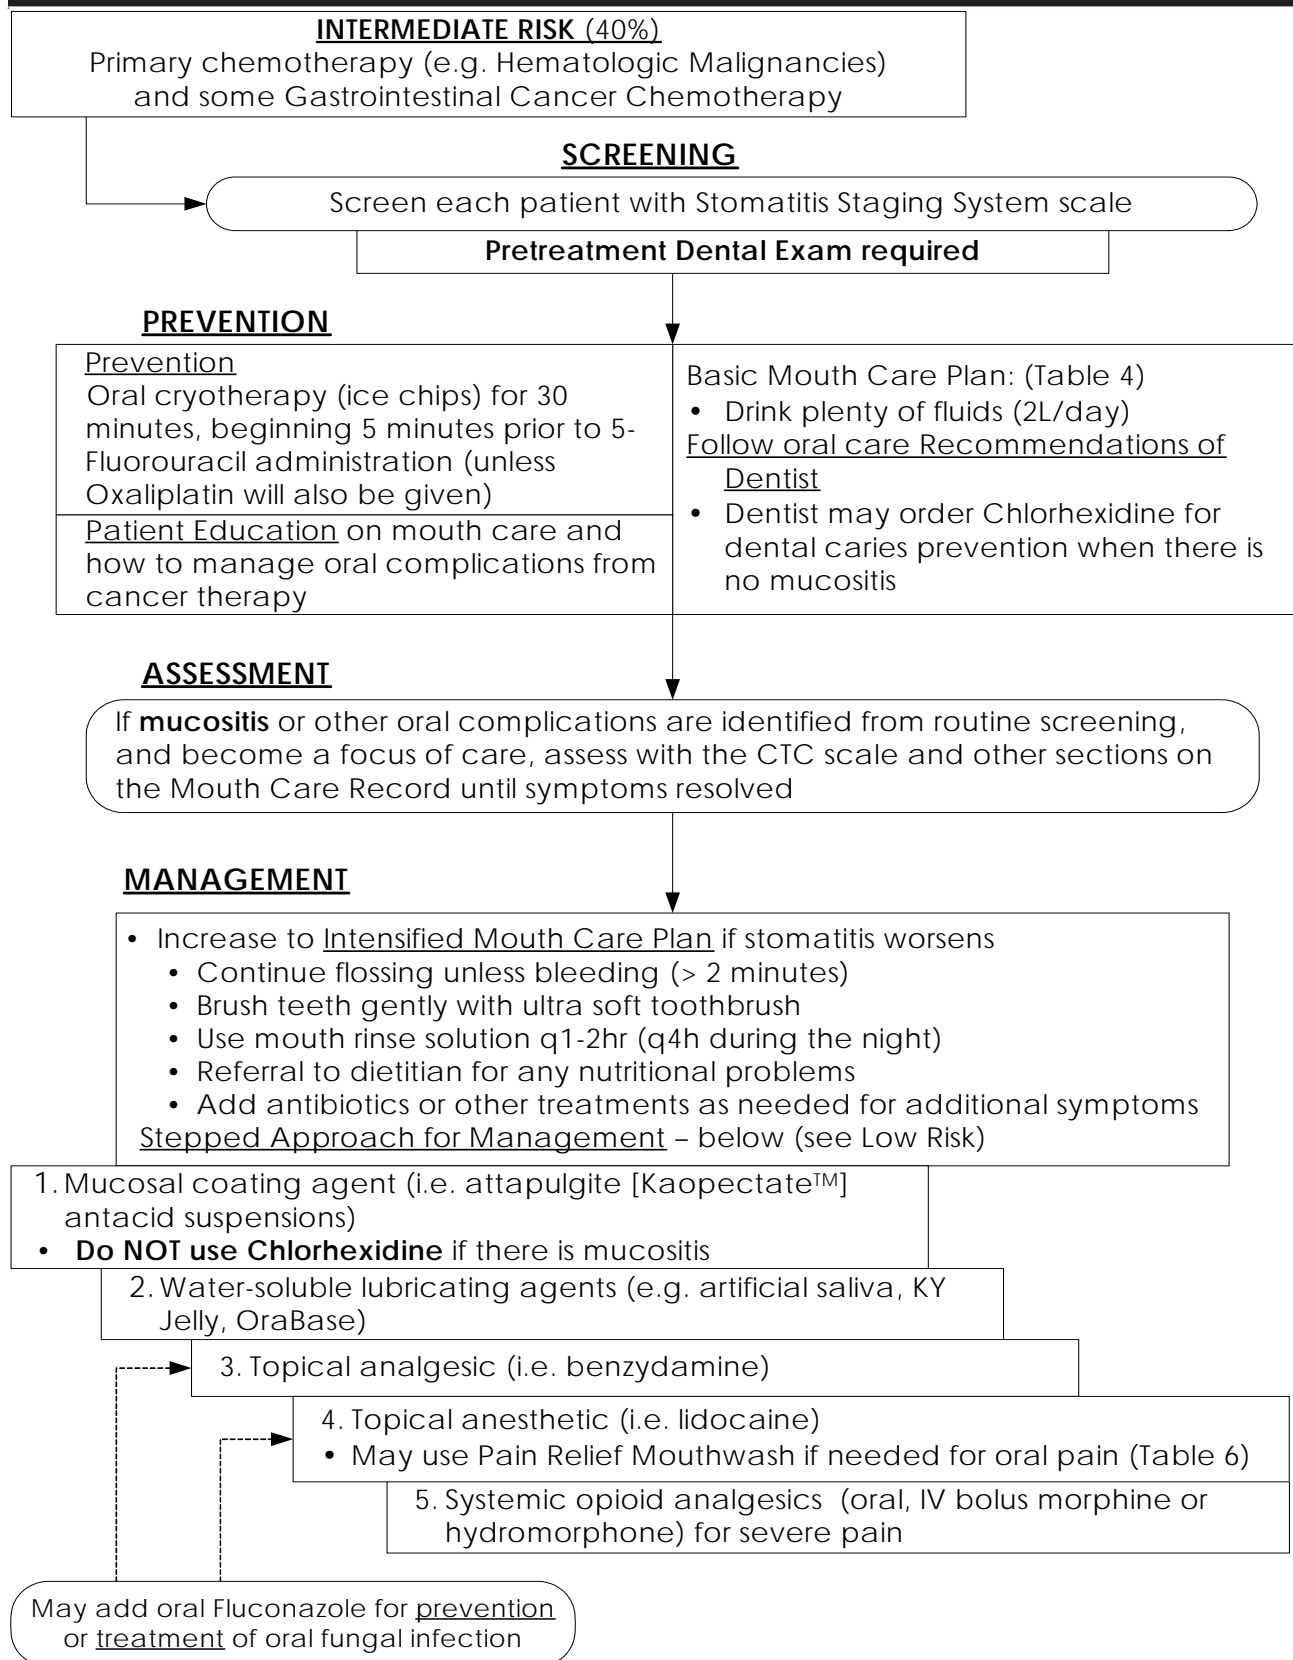 INTERMEDIATE RISK (40%)
Primary chemotherapy (e.g. Hematologic Malignancies)
and some Gastrointestinal Cancer Chemotherapy
SCREENING
Screen each patient with Stomatitis Staging System scale
Pretreatment Dental Exam required
PREVENTION
Prevention
Oral cryotherapy (ice chips) for 30
minutes, beginning 5 minutes prior to 5-
Fluorouracil administration (unless
Oxaliplatin will also be given)
Patient Education on mouth care and
how to manage oral complications from
cancer therapy
Basic Mouth Care Plan: (Table 4)
• Drink plenty of fluids (2L/day)
Follow oral care Recommendations of
Dentist
• Dentist may order Chlorhexidine for
dental caries prevention when there is
no mucositis
ASSESSMENT
If mucositis or other oral complications are identified from routine screening,
and become a focus of care, assess with the CTC scale and other sections on
the Mouth Care Record until symptoms resolved
MANAGEMENT
• Increase to Intensified Mouth Care Plan if stomatitis worsens
• Continue flossing unless bleeding (> 2 minutes)
• Brush teeth gently with ultra soft toothbrush
• Use mouth rinse solution q1-2hr (q4h during the night)
• Referral to dietitian for any nutritional problems
• Add antibiotics or other treatments as needed for additional symptoms
Stepped Approach for Management – below (see Low Risk)
1. Mucosal coating agent (i.e. attapulgite [Kaopectate™]
antacid suspensions)
• Do NOT use Chlorhexidine if there is mucositis
2. Water-soluble lubricating agents (e.g. artificial saliva, KY
Jelly, OraBase)
3. Topical analgesic (i.e. benzydamine)
4. Topical anesthetic (i.e. lidocaine)
• May use Pain Relief Mouthwash if needed for oral pain (Table 6)
5. Systemic opioid analgesics (oral, IV bolus morphine or
hydromorphone) for severe pain
May add oral Fluconazole for prevention
or treatment of oral fungal infection